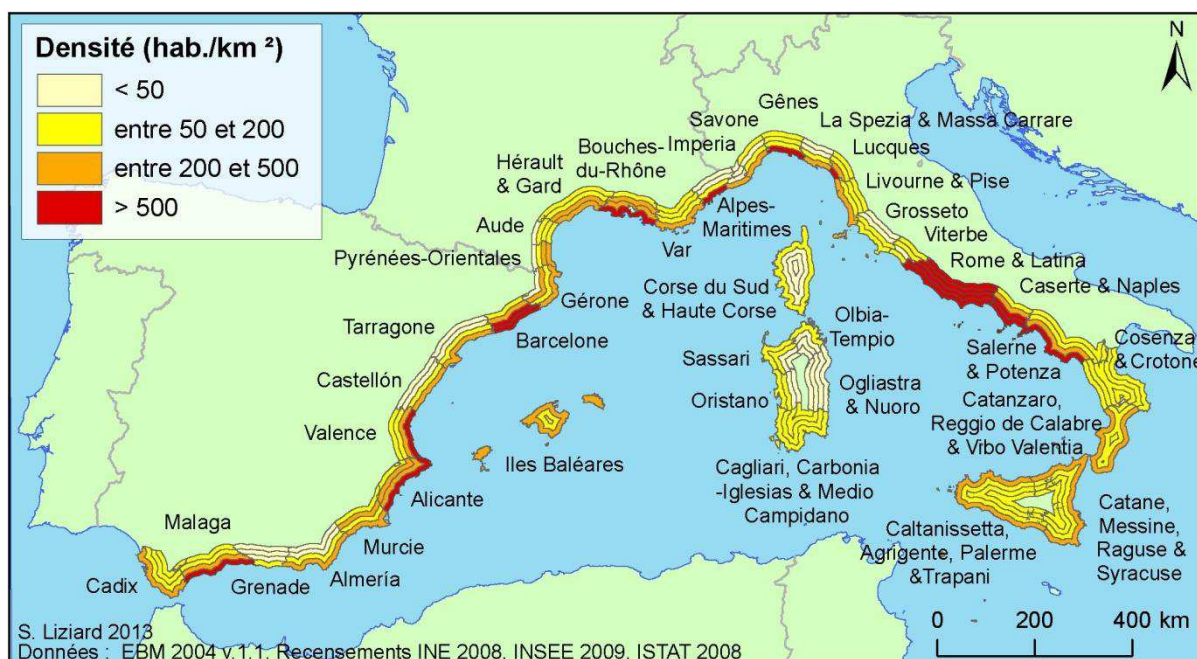 Densité (hab./km ²)
< 50
entre 50 et 200
entre 200 et 500
> 500
N
Gênes
Savone
Imperia
La Spezia & Massa Carrare
Lucques
Bouches-
du-Rhône
Hérault
& Gard
Livourne & Pise
Grosseto
Viterbe
Aude
Alpes-
Maritimes
Var
Rome & Latina
Pyrénées-Orientales
Caserte & Naples
Gérone
Corse du Sud
& Haute Corse
Olbia-
Tempio
Tarragone
Barcelone
Salerne
& Potenza
Cosenza
& Crotone
Sassari
Castellón
Ogliastra
& Nuoro
Oristano
Catanzaro,
Reggio de Calabre
& Vibo Valentia
Valence
Iles Baléares
Cagliari, Carbonia
-Iglesias & Medio
Campidano
Alicante
Malaga
Murcie
Catane,
Messine,
Raguse &
Syracuse
Caltanissetta,
Agrigente, Palerme
&Trapani
Cadix
Grenade
Almería
0 200 400 km
S. Liziard 2013
Données : EBM 2004 v.1.1, Recensements INE 2008, INSEE 2009, ISTAT 2008